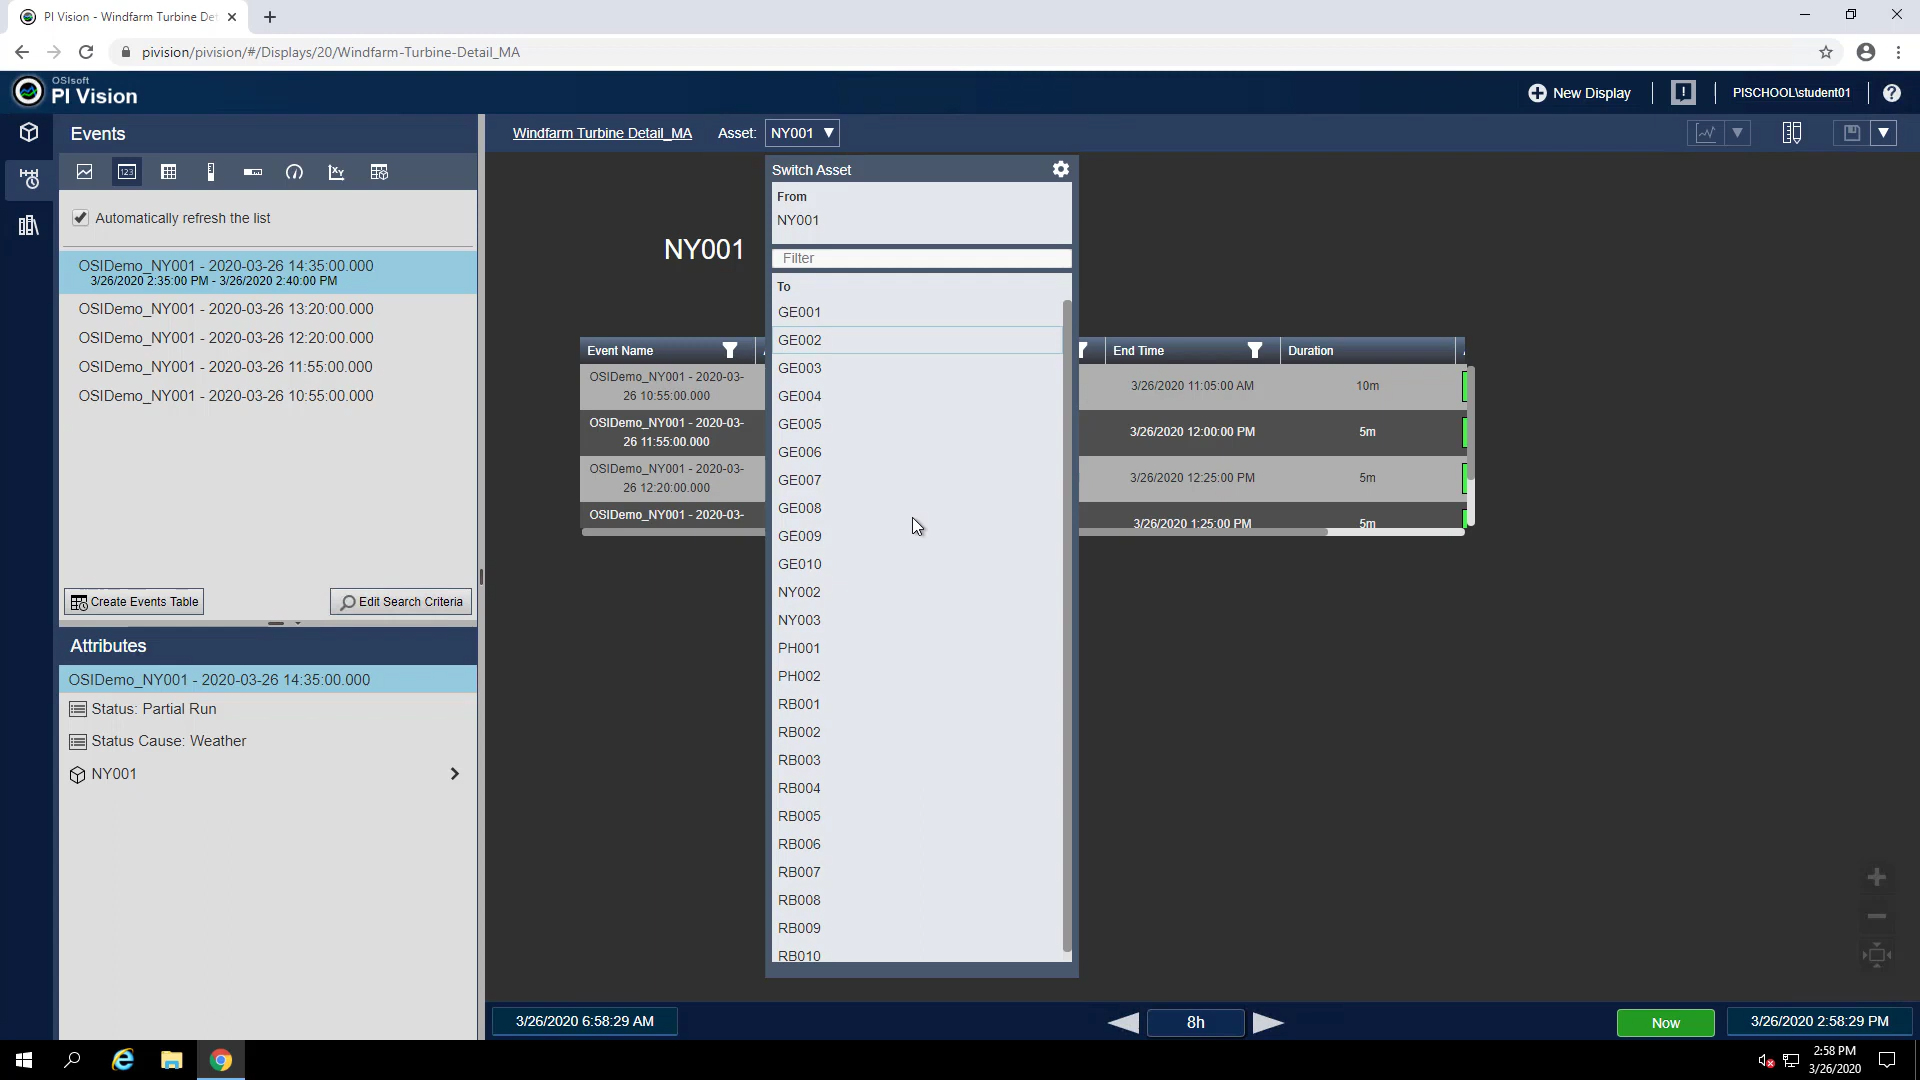 PI Vision - Windfarm Turbine De
pivision/pivision/#/Displays/20/Windfarm-Turbine-Detail_MA
OSIsoft
PI Vision
New Display
PISCHOOL\student01
Events
Windfarm Turbine Detail_MA
Asset:
NY001
123
XY
Automatically refresh the list
OSIDemo_NY001 - 2020-03-26 14:35:00.000
3/26/2020 2:35:00 PM - 3/26/2020 2:40:00 PM
OSIDemo_NY001 - 2020-03-26 13:20:00.000
OSIDemo_NY001 - 2020-03-26 12:20:00.000
OSIDemo_NY001 - 2020-03-26 11:55:00.000
OSIDemo_NY001 - 2020-03-26 10:55:00.000
Create Events Table
Edit Search Criteria
Attributes
OSIDemo_NY001 - 2020-03-26 14:35:00.000
Status: Partial Run
Status Cause: Weather
NY001
NY001
Switch Asset
From
NY001
Filter
To
GE001
GE002
GE003
GE004
GE005
GE006
GE007
GE008
GE009
GE010
NY002
NY003
PH001
PH002
RB001
RB002
RB003
RB004
RB005
RB006
RB007
RB008
RB009
RB010
Event Name
End Time
Duration
OSIDemo_NY001 - 2020-03-
26 10:55:00.000
3/26/2020 11:05:00 AM
10m
OSIDemo_NY001 - 2020-03-
26 11:55:00.000
3/26/2020 12:00:00 PM
5m
OSIDemo_NY001 - 2020-03-
26 12:20:00.000
3/26/2020 12:25:00 PM
5m
OSIDemo_NY001 - 2020-03-
3/26/2020 1:25:00 PM
5m
3/26/2020 6:58:29 AM
8h
Now
3/26/2020 2:58:29 PM
2:58 PM
3/26/2020